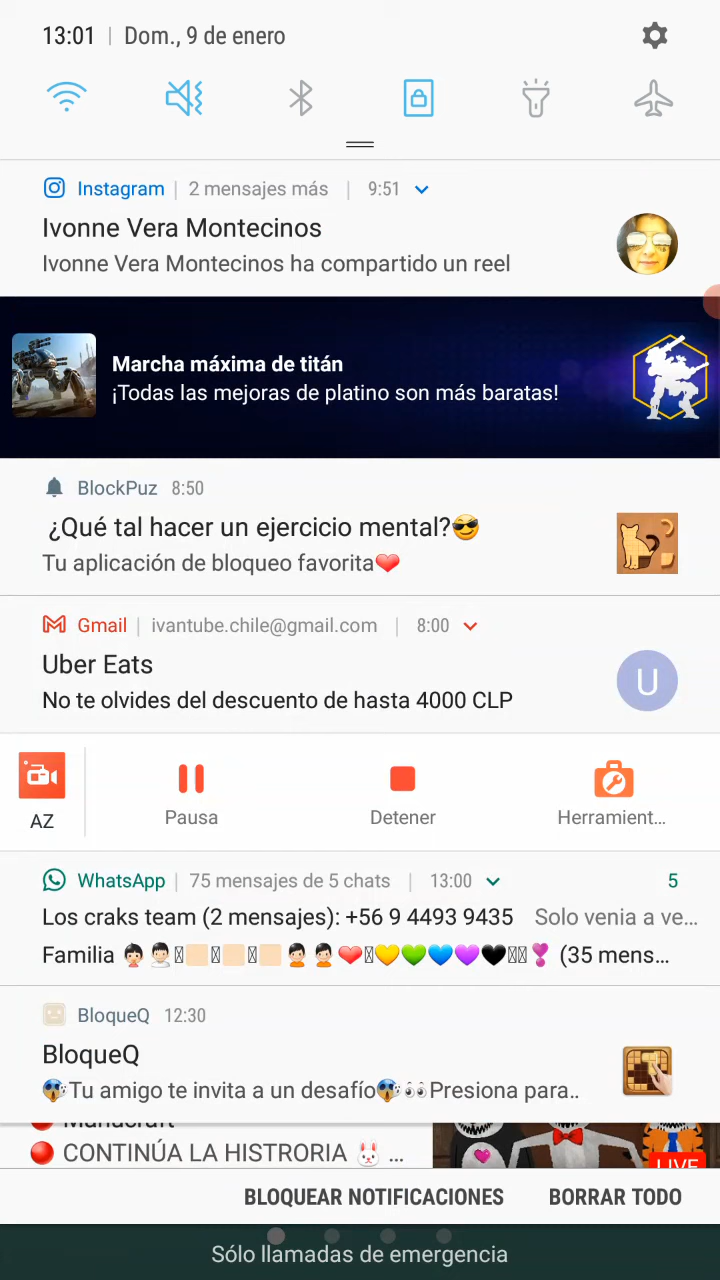 13:01 | Dom., 9 de enero
Instagram | 2 mensajes más | 9:51
Ivonne Vera Montecinos
Ivonne Vera Montecinos ha compartido un reel
Marcha máxima de titán
¡Todas las mejoras de platino son más baratas!
BlockPuz 8:50
¿Qué tal hacer un ejercicio mental?😎
Tu aplicación de bloqueo favorita❤️
Gmail | ivantube.chile@gmail.com | 8:00
Uber Eats
U
No te olvides del descuento de hasta 4000 CLP
AZ
Pausa
Detener
Herramient...
WhatsApp | 75 mensajes de 5 chats | 13:00
5
Los craks team (2 mensajes): +56 9 4493 9435 Solo venia a ve...
Familia (35 mens...
BloqueQ 12:30
BloqueQ
😱Tu amigo te invita a un desafío😱👀Presiona para..
🔴 CONTINÚA LA HISTRORIA 🐰 ...
LIVE
BLOQUEAR NOTIFICACIONES
BORRAR TODO
Sólo llamadas de emergencia